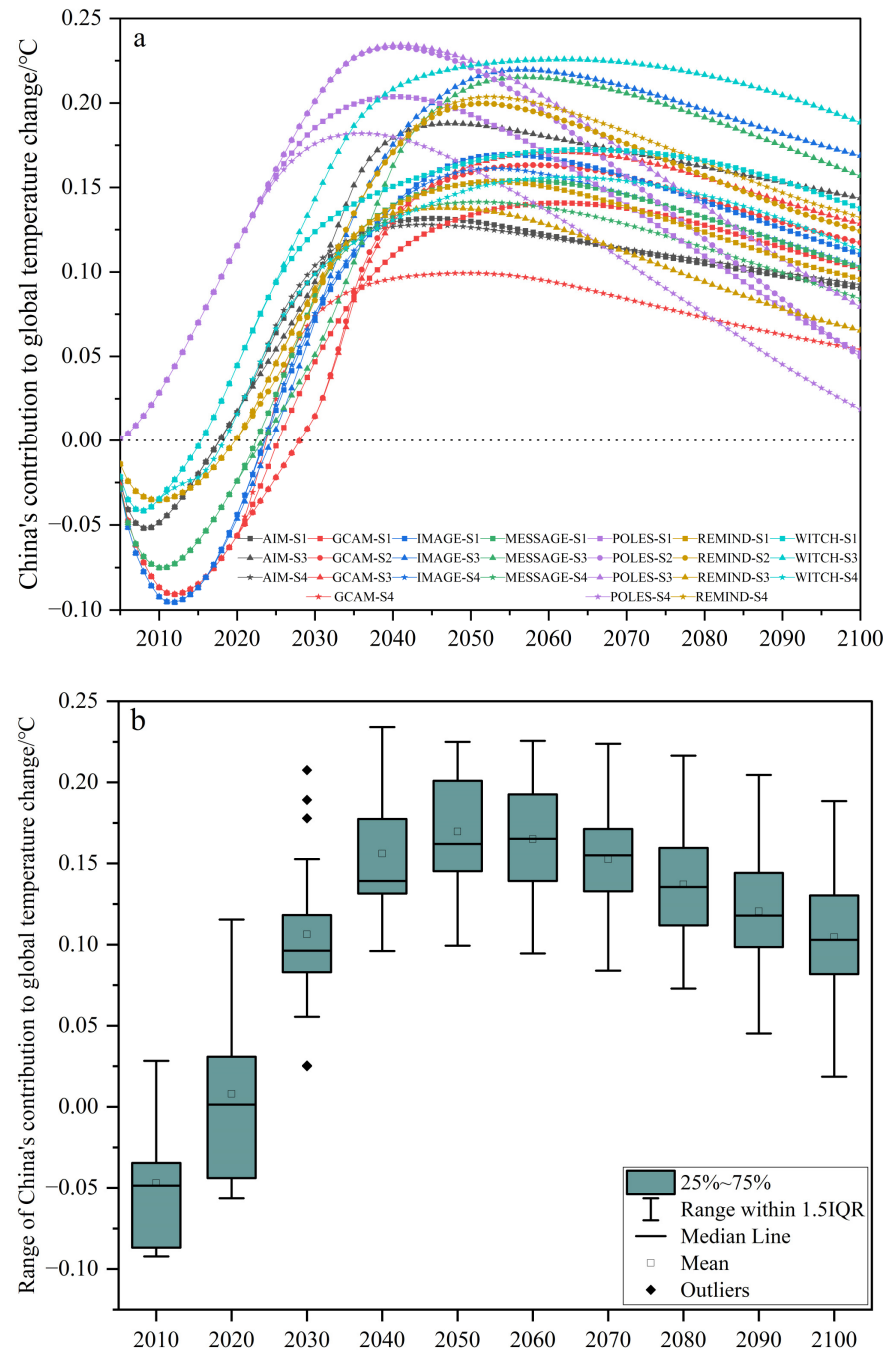 a
China's contribution to global temperature change/°C
0.25
0.20
0.15
0.10
0.05
0.00
−0.05
−0.10
AIM-S1 GCAM-S1 IMAGE-S1 MESSAGE-S1 POLES-S1 REMIND-S1 WITCH-S1
AIM-S3 GCAM-S2 IMAGE-S3 MESSAGE-S3 POLES-S2 REMIND-S2 WITCH-S3
AIM-S4 GCAM-S3 IMAGE-S4 MESSAGE-S4 POLES-S3 REMIND-S3 WITCH-S4
GCAM-S4 POLES-S4 REMIND-S4
2010 2020 2030 2040 2050 2060 2070 2080 2090 2100
b
Range of China's contribution to global temperature change/°C
0.25
0.20
0.15
0.10
0.05
0.00
−0.05
−0.10
25%~75%
Range within 1.5IQR
Median Line
Mean
Outliers
2010 2020 2030 2040 2050 2060 2070 2080 2090 2100